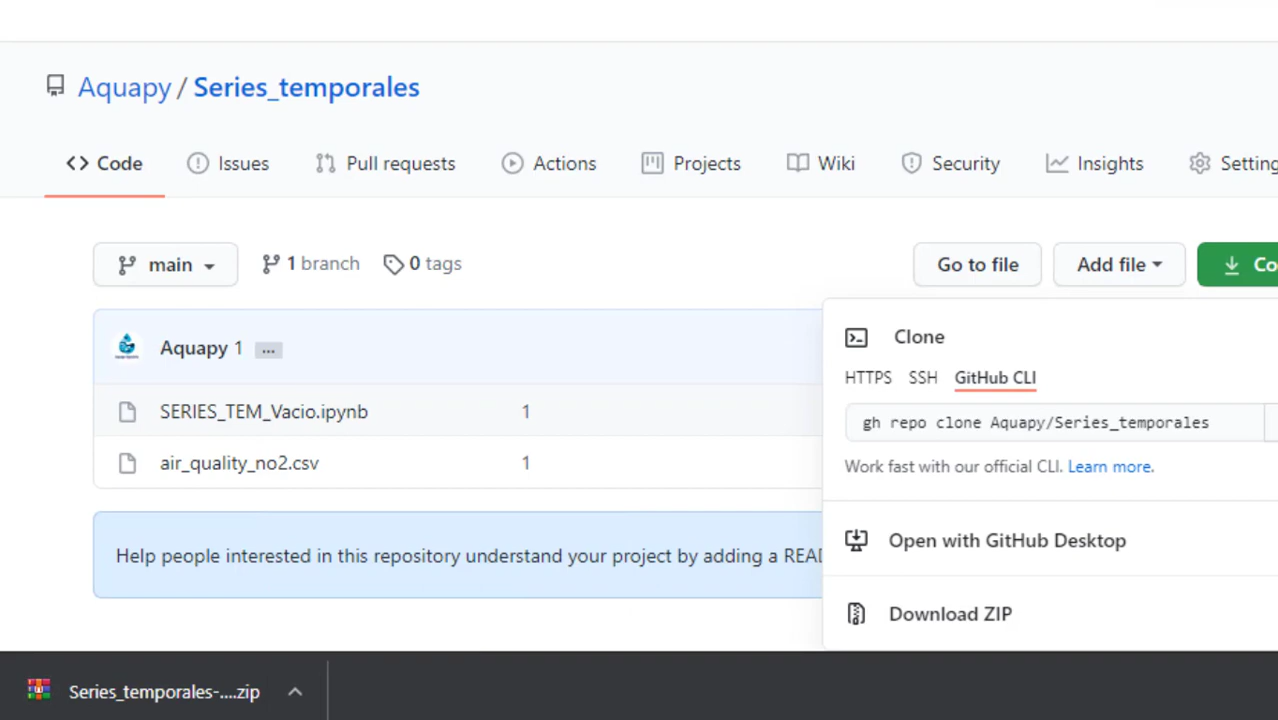 Aquapy / Series_temporales
Code Issues Pull requests Actions Projects Wiki Security Insights
main 1 branch 0 tags Go to file Add file
Aquapy 1 ...
SERIES_TEM_Vacio.ipynb 1
air_quality_no2.csv 1
Help people interested in this repository understand your project by adding a
Clone
HTTPS SSH GitHub CLI
gh repo clone Aquapy/Series_temporales
Work fast with our official CLI. Learn more.
Open with GitHub Desktop
Download ZIP
Series_temporales-....zip